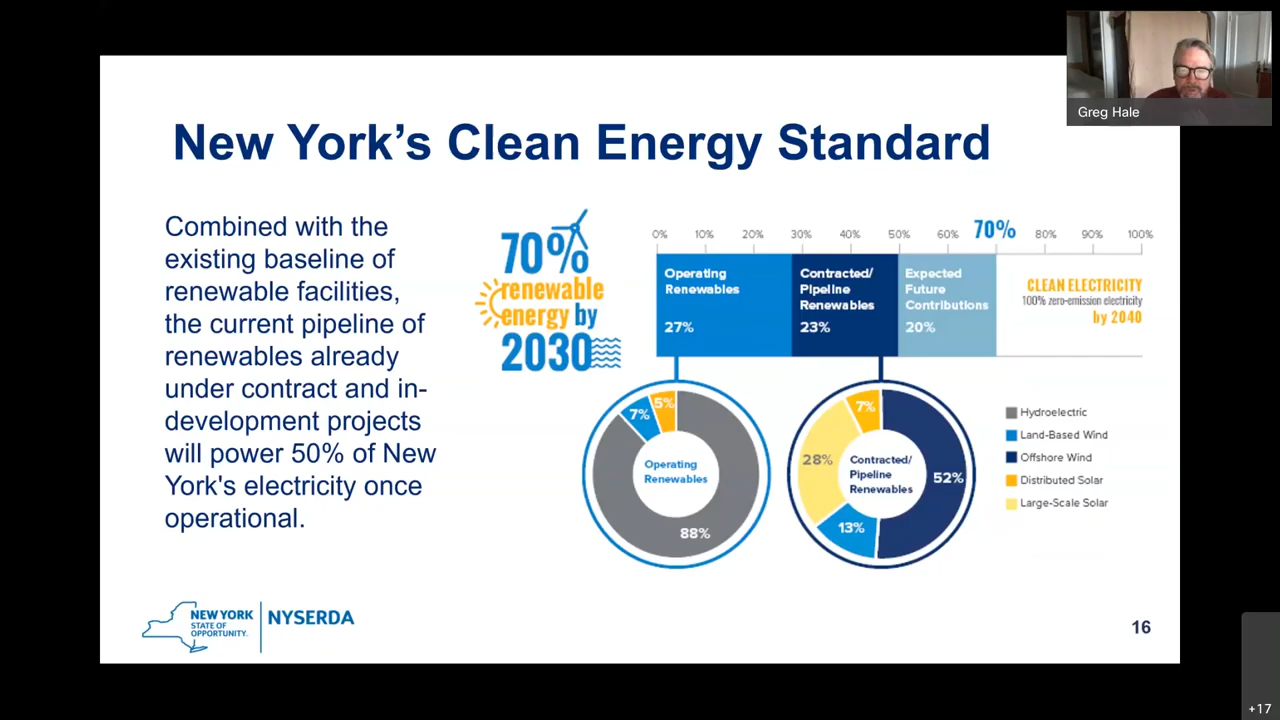 Greg Hale
New York's Clean Energy Standard
Combined with the
existing baseline of
renewable facilities,
the current pipeline of
renewables already
under contract and in-
development projects
will power 50% of New
York's electricity once
operational.
70%
renewable
energy by
2030
0% 10% 20% 30% 40% 50% 60% 70% 80% 90% 100%
Operating
Renewables
27%
Contracted/
Pipeline
Renewables
23%
Expected
Future
Contributions
20%
CLEAN ELECTRICITY
100% zero-emission electricity
by 2040
7%
5%
Operating
Renewables
88%
7%
28%
Contracted/
Pipeline
Renewables
52%
13%
Hydroelectric
Land-Based Wind
Offshore Wind
Distributed Solar
Large-Scale Solar
NEW YORK
STATE OF
OPPORTUNITY.
NYSERDA
16
+17